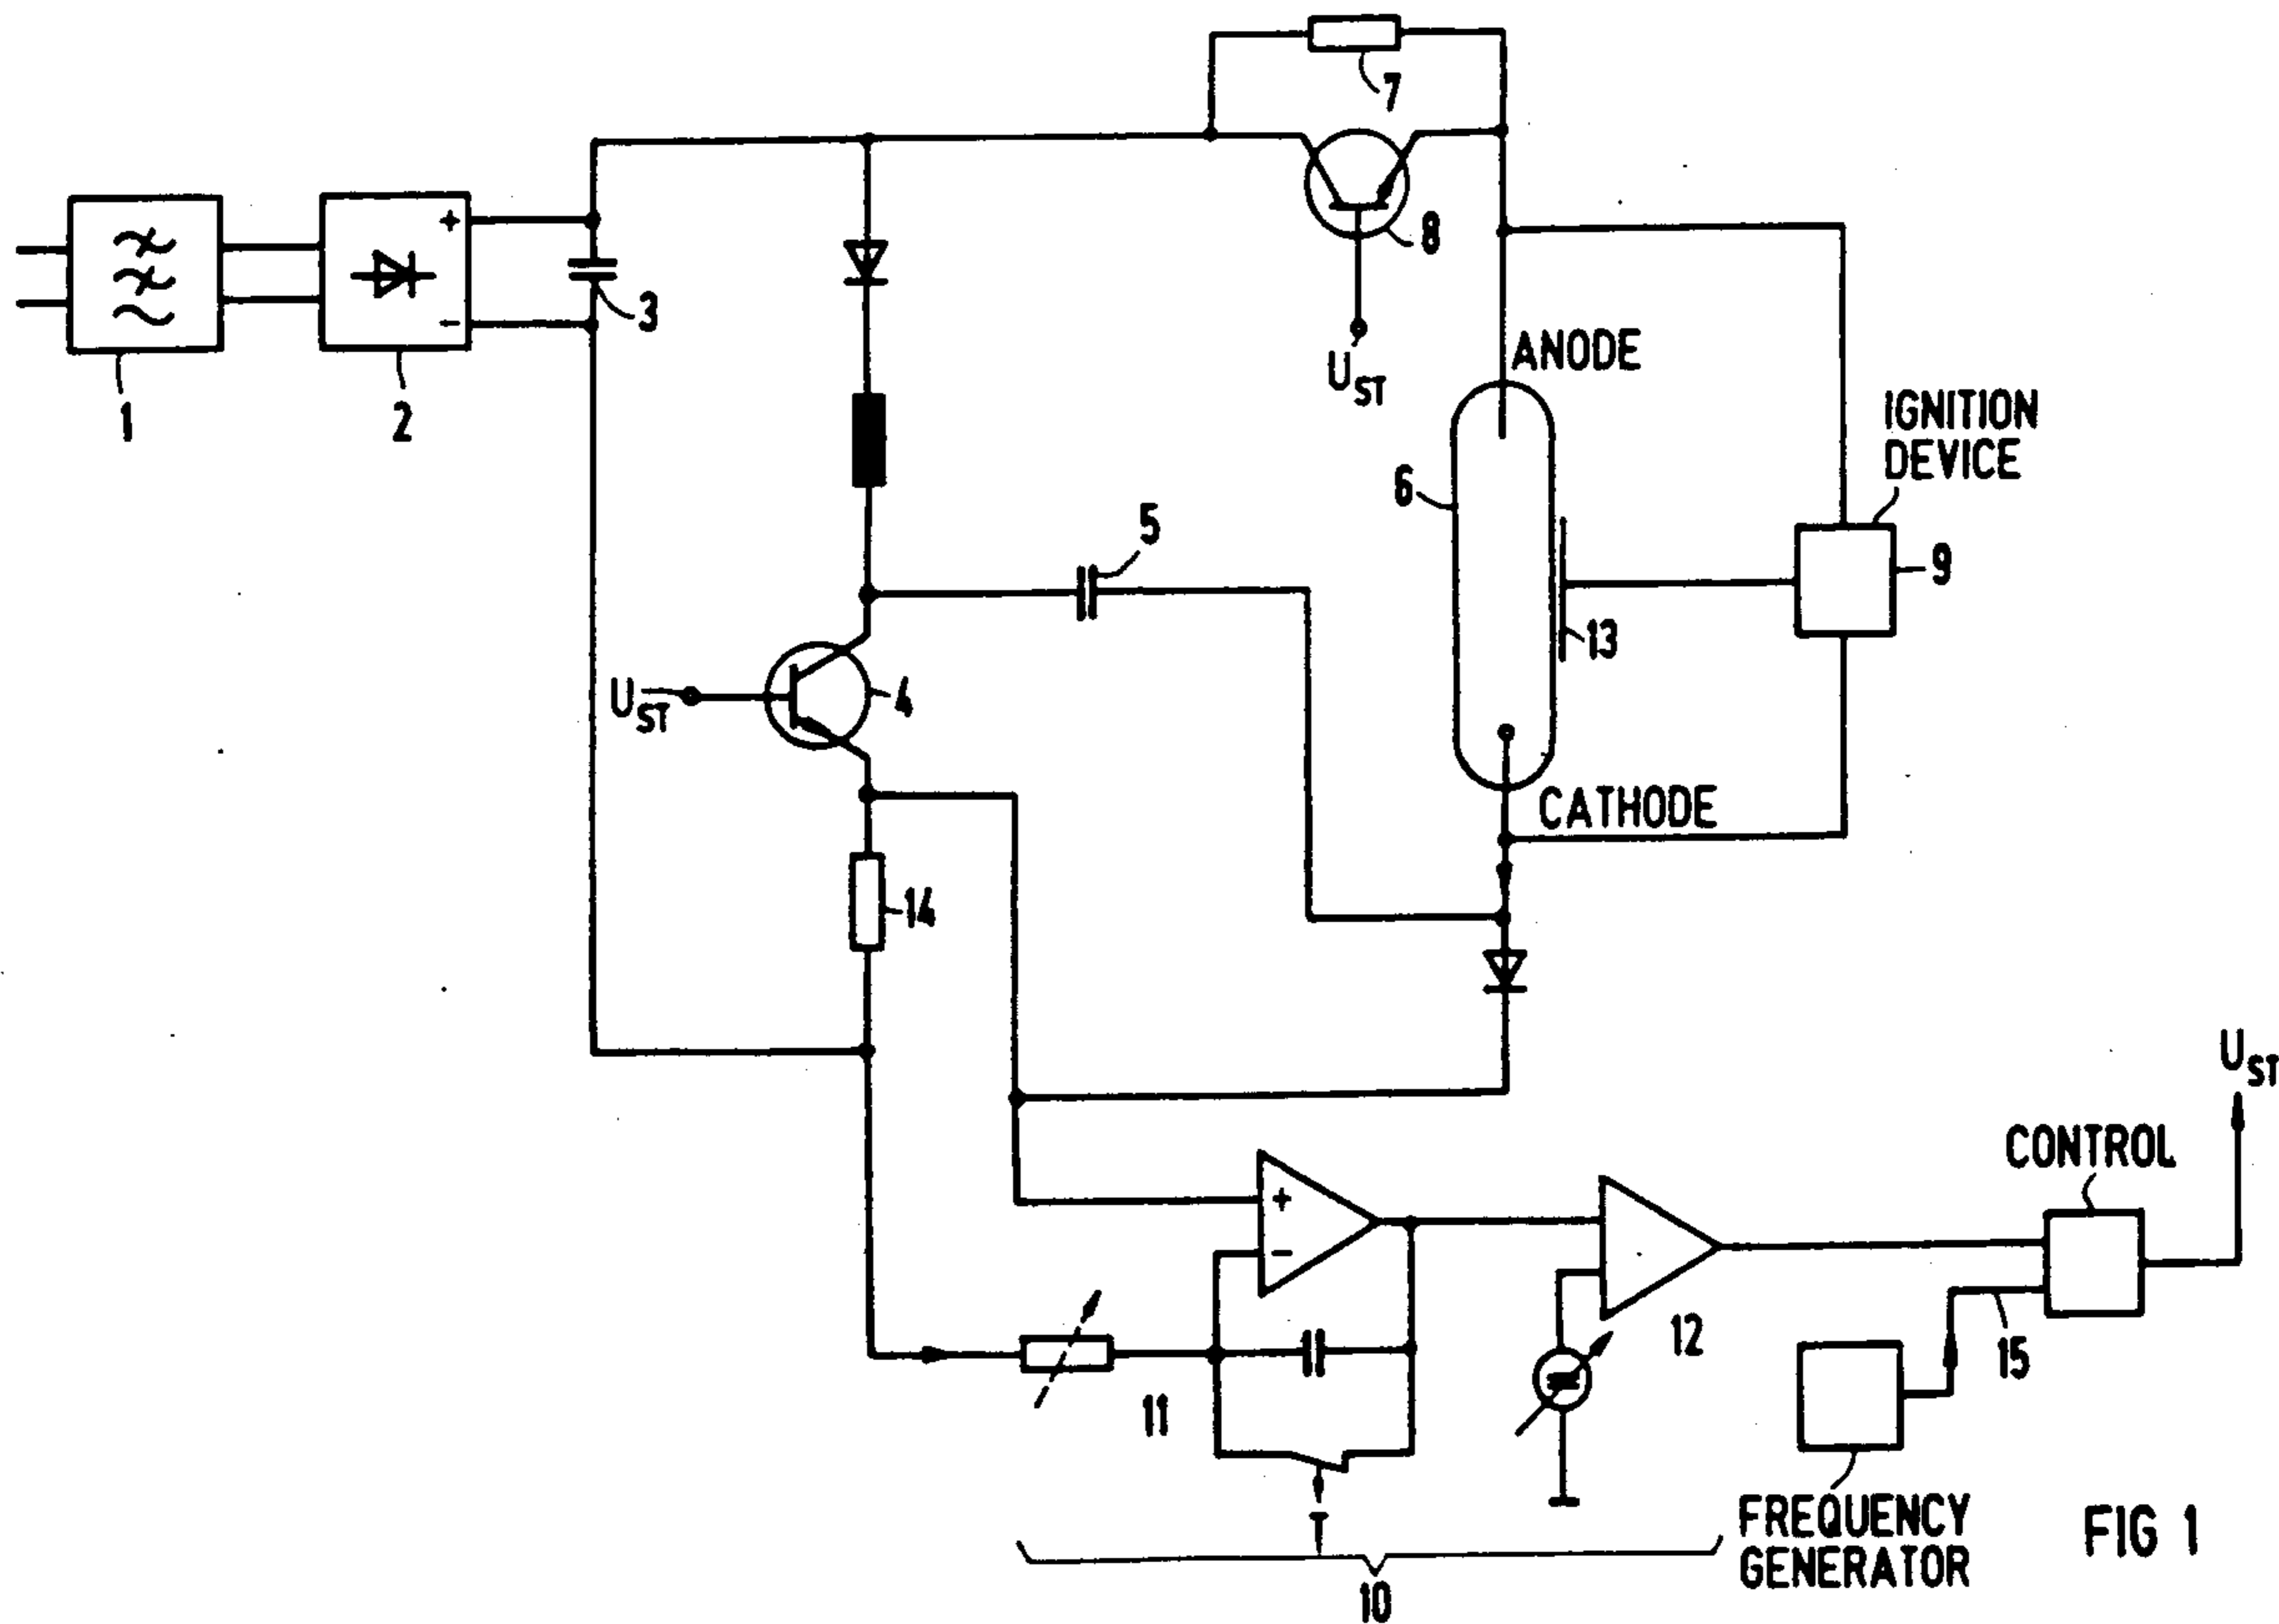 7
8
U_ST
+
−
1
2
3
ANODE
IGNITION
DEVICE
6
5
9
13
U_ST
4
CATHODE
14
U_ST
CONTROL
+
−
12
15
11
T
FREQUENCY
GENERATOR
10
FIG 1